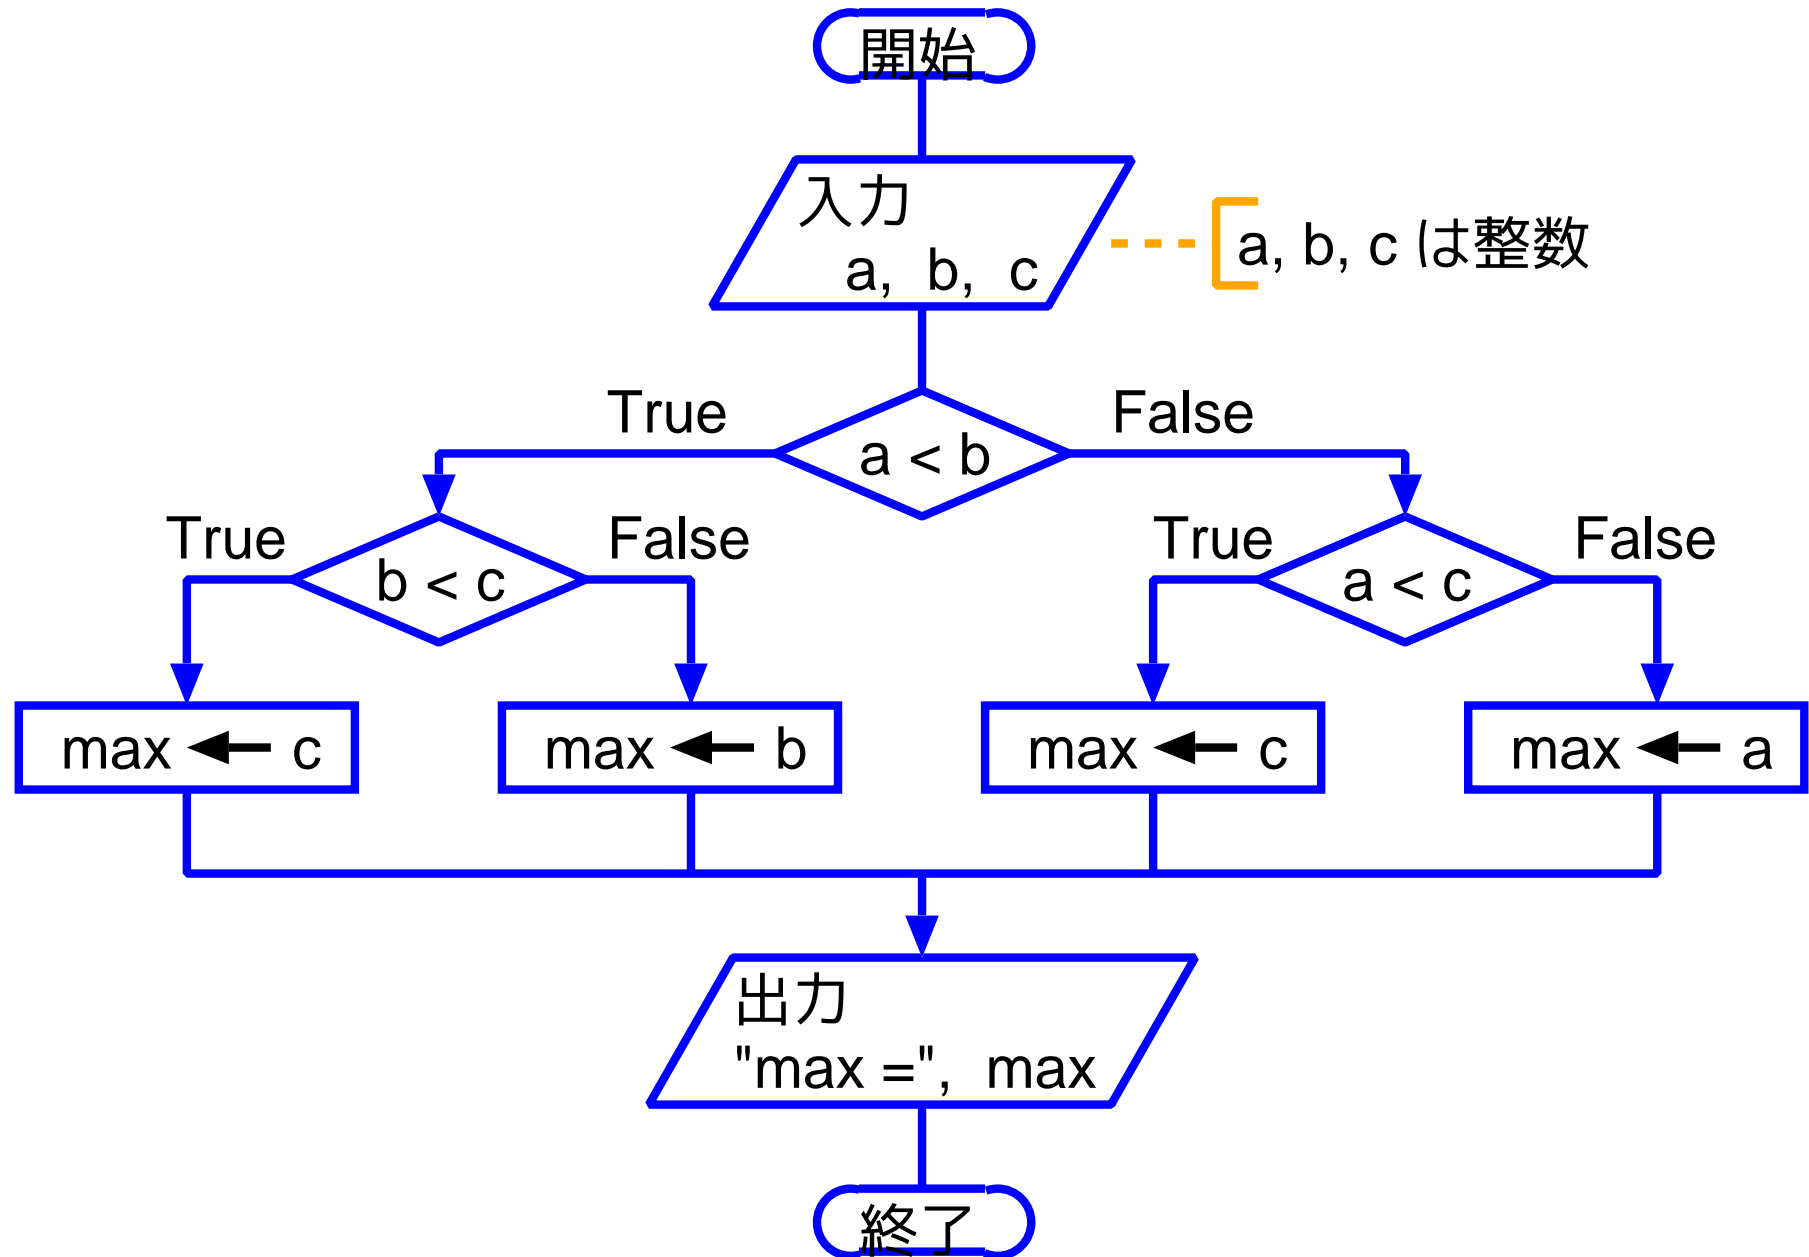 開始
入力
a, b, c
a, b, c は整数
True
False
a < b
True
False
True
False
b < c
a < c
max ← c
max ← b
max ← c
max ← a
出力
"max =", max
終了